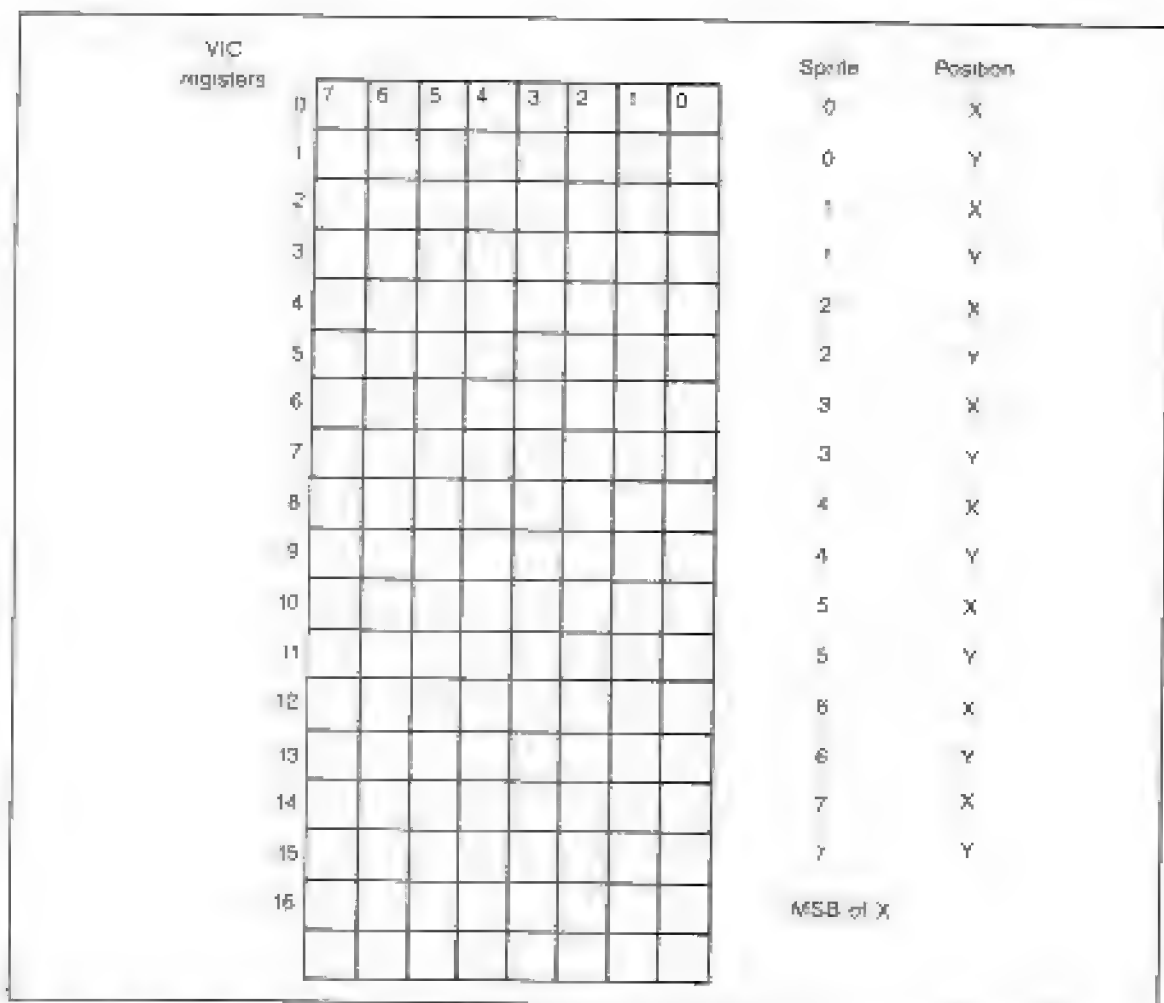 VIC
registers
Sprite Position
0 7 6 5 4 3 2 1 0 0 X
1 0 Y
2 1 X
3 1 Y
4 2 X
5 2 Y
6 3 X
7 3 Y
8 4 X
9 4 Y
10 5 X
11 5 Y
12 6 X
13 6 Y
14 7 X
15 7 Y
16 MSB of X